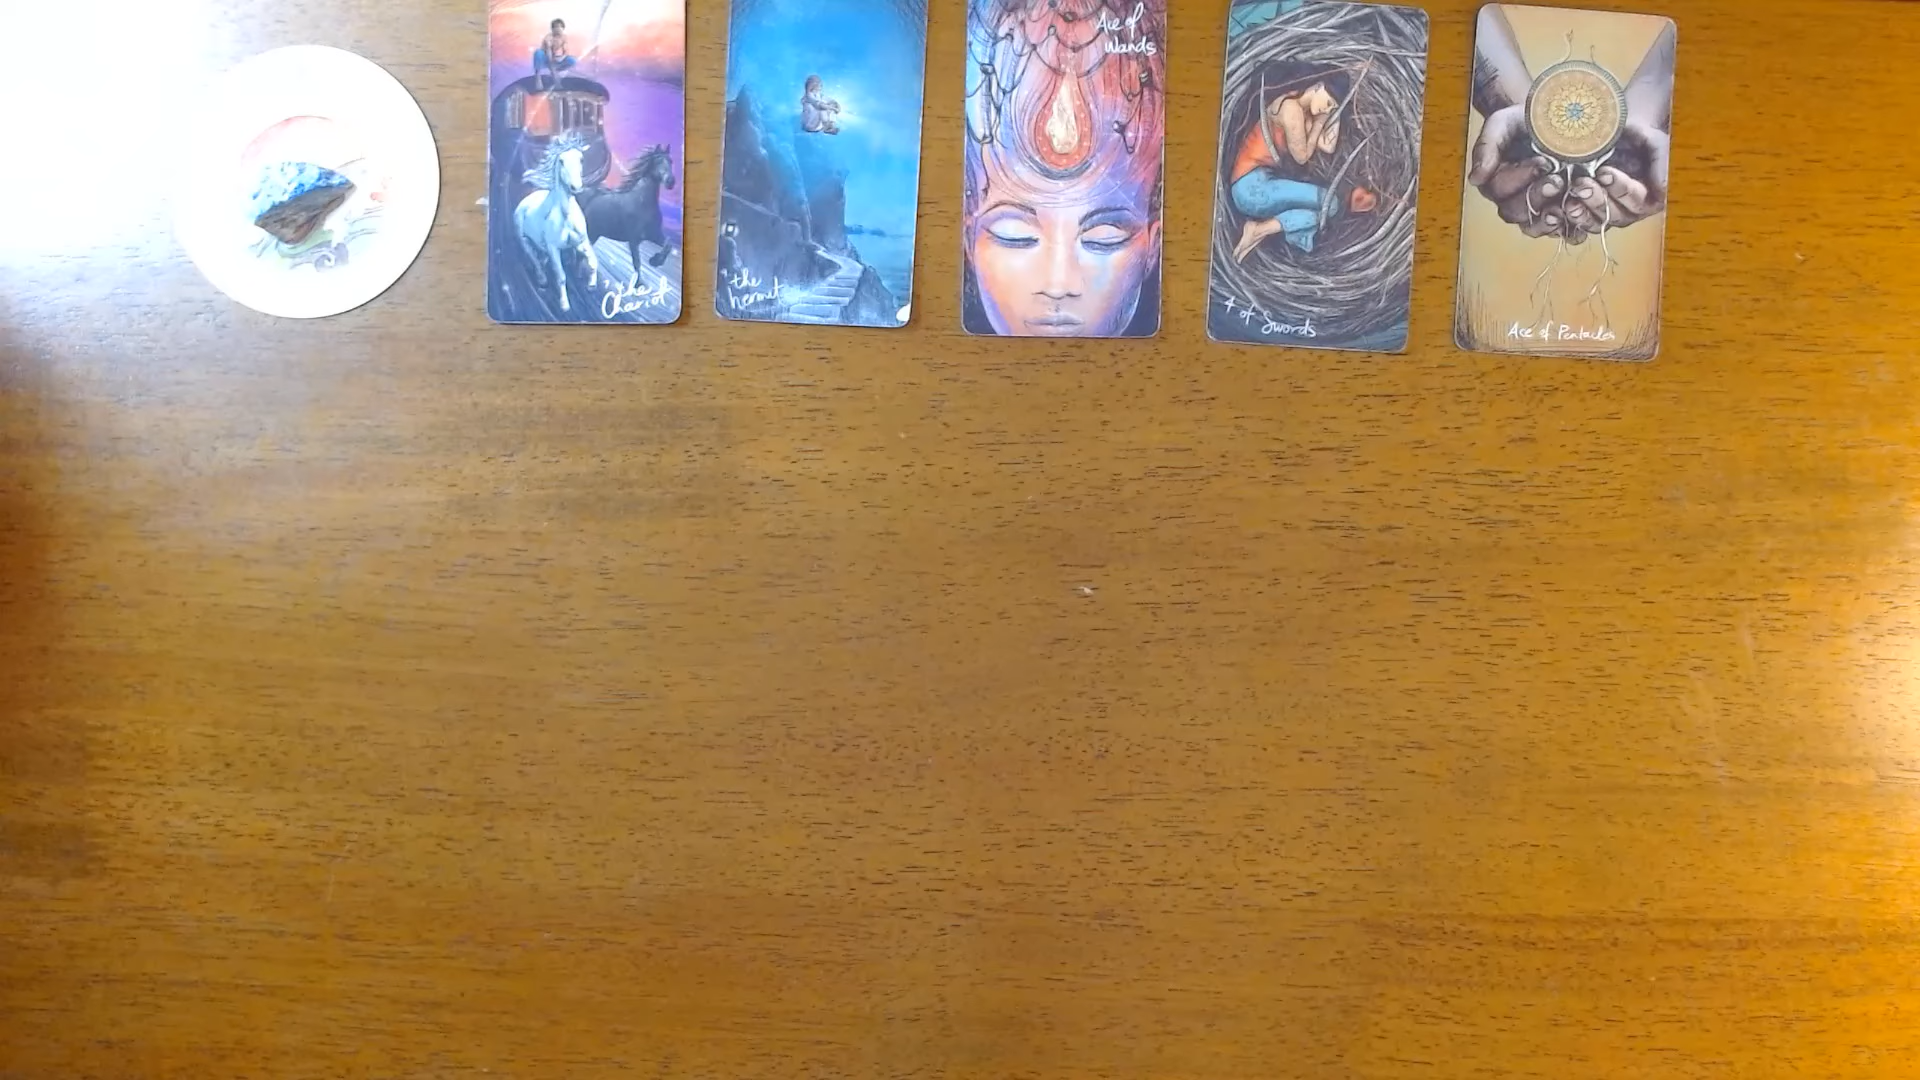 the
Chariot
the
hermit
Ace of
Wands
4 of Swords
Ace of Pentacles